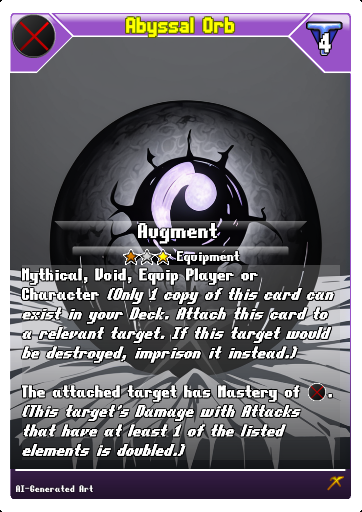 Abyssal Orb
4
Augment
Equipment
Mythical, Void, Equip Player or
Character (Only 1 copy of this card can
exist in your Deck. Attach this card to
a relevant target. If this target would
be destroyed, imprison it instead.)
The attached target has Mastery of .
(This target's Damage with Attacks
that have at least 1 of the listed
elements is doubled.)
AI-Generated Art